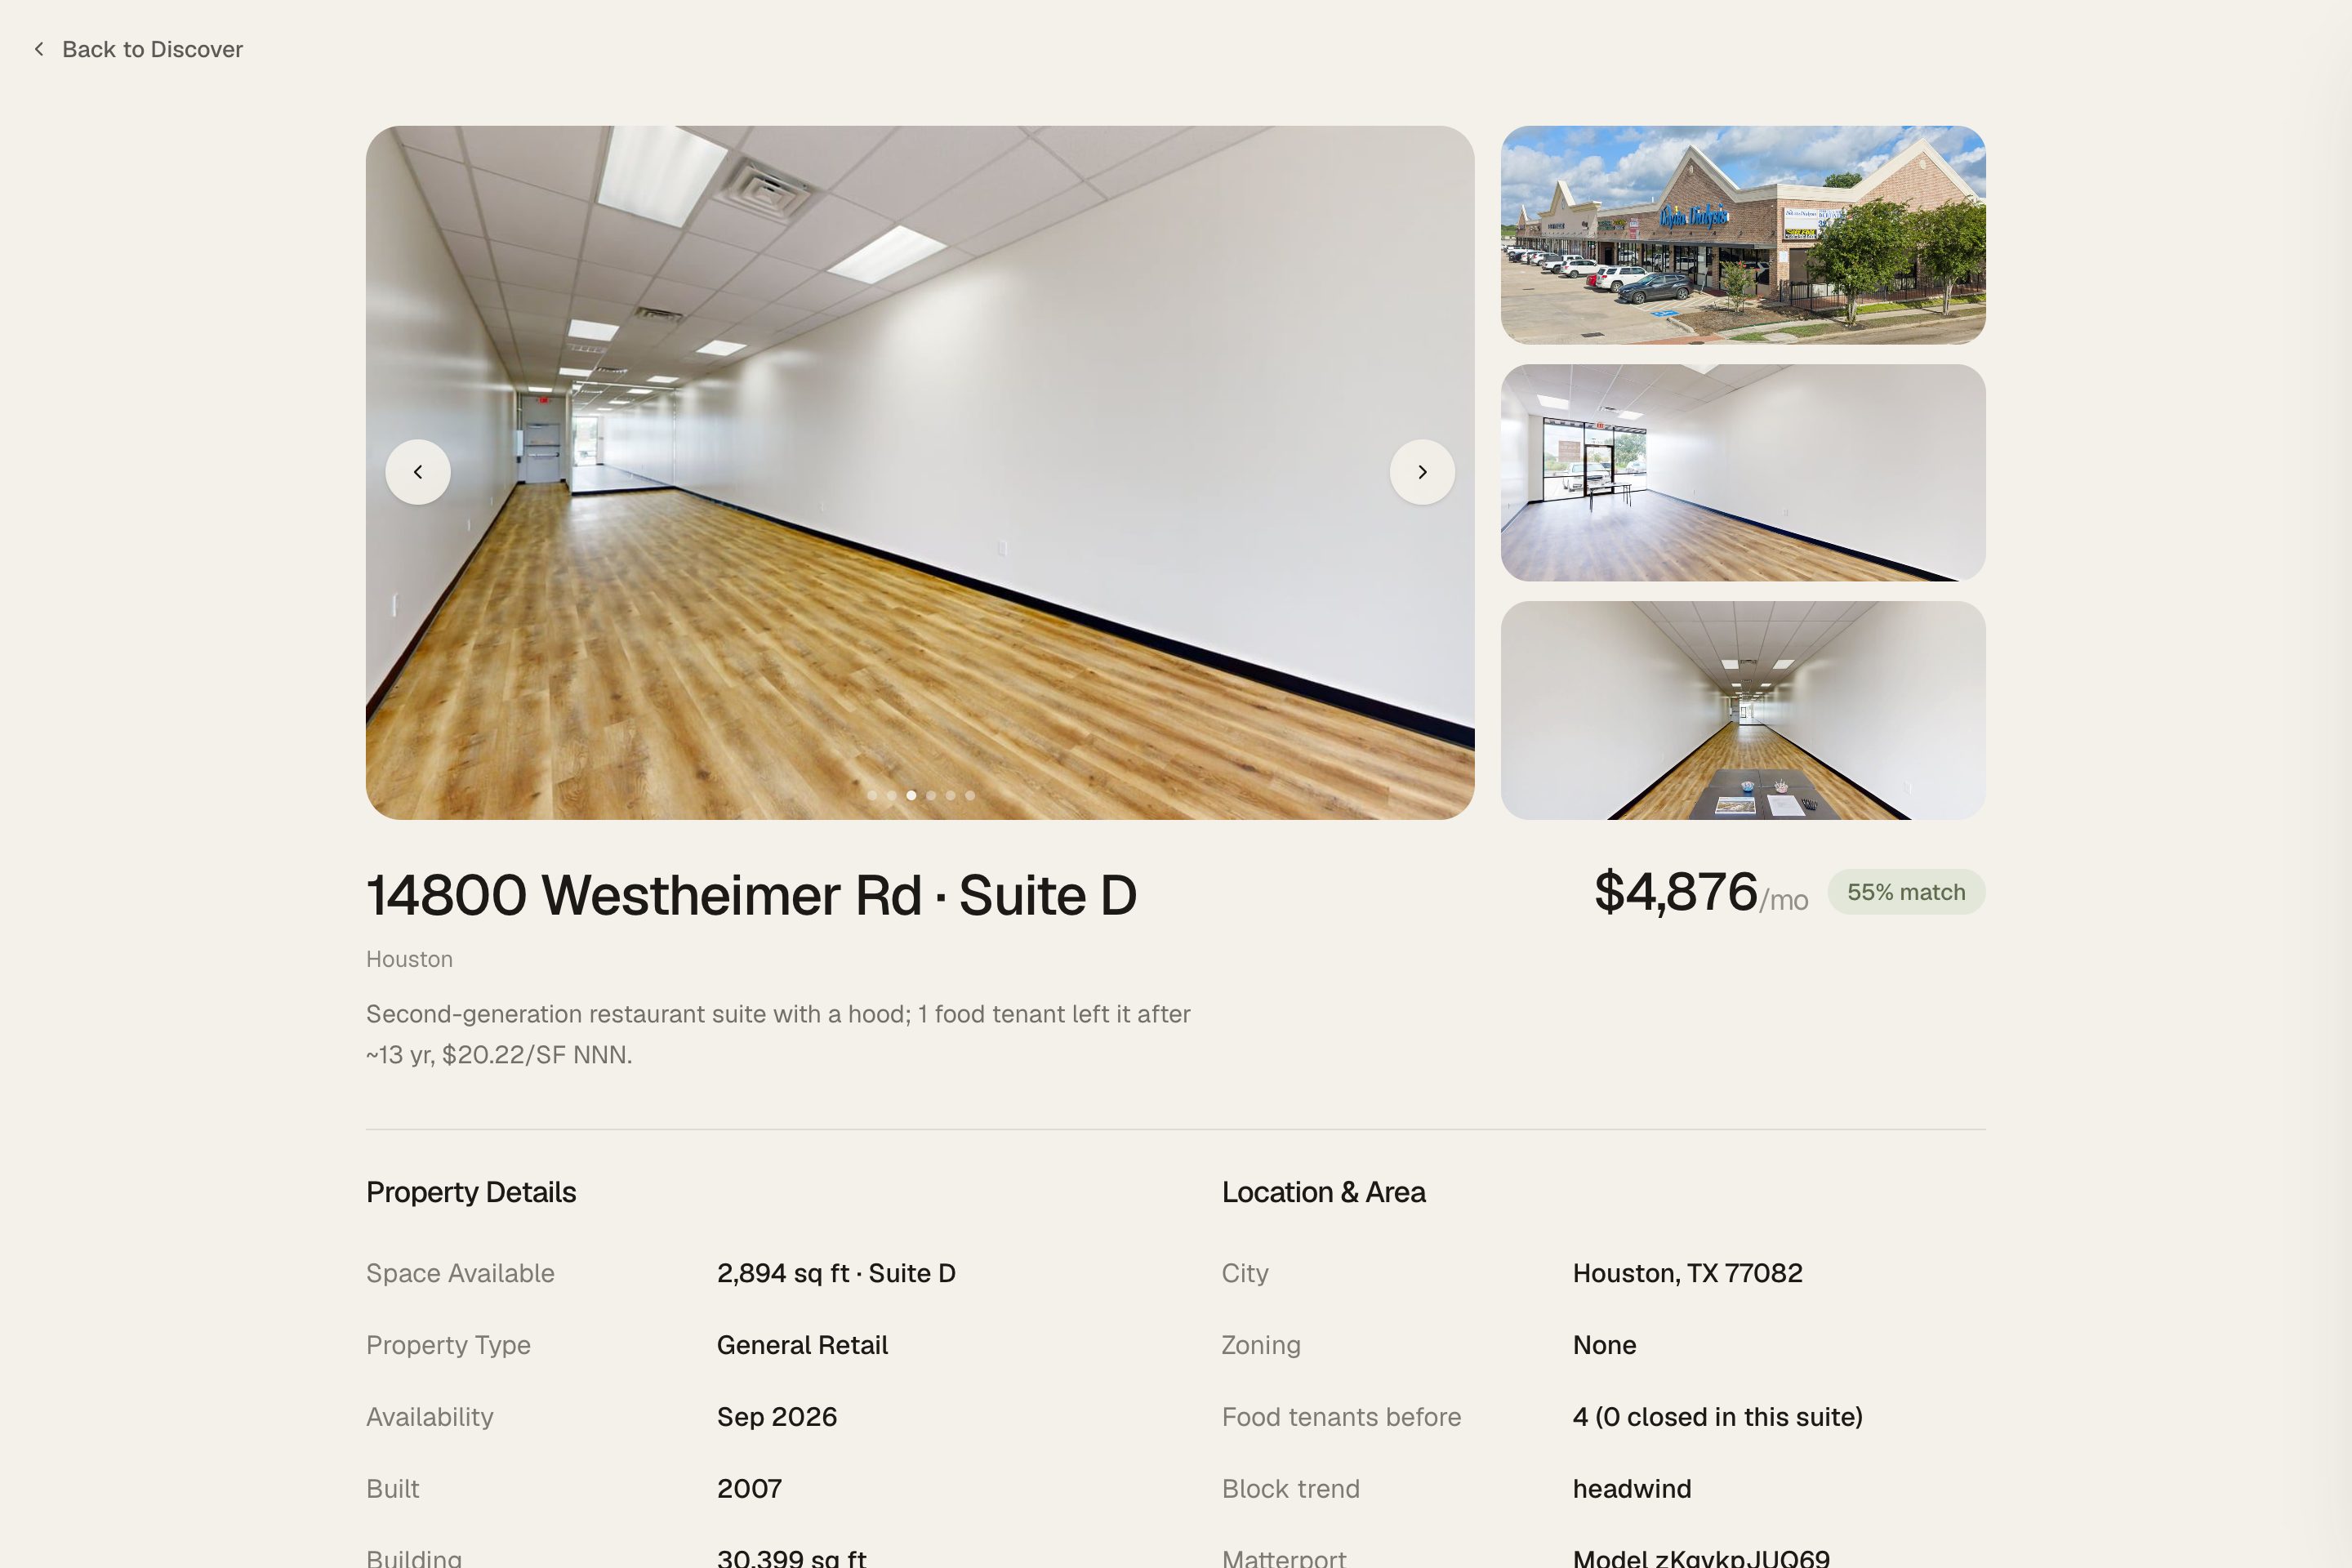 Back to Discover
14800 Westheimer Rd · Suite D
$4,876/mo
55% match
Houston
Second-generation restaurant suite with a hood; 1 food tenant left it after
~13 yr, $20.22/SF NNN.
Property Details
Space Available
2,894 sq ft · Suite D
Property Type
General Retail
Availability
Sep 2026
Built
2007
Building
30,399 sq ft
Location & Area
City
Houston, TX 77082
Zoning
None
Food tenants before
4 (0 closed in this suite)
Block trend
headwind
Matterport
Model zKgvkpJUQ69